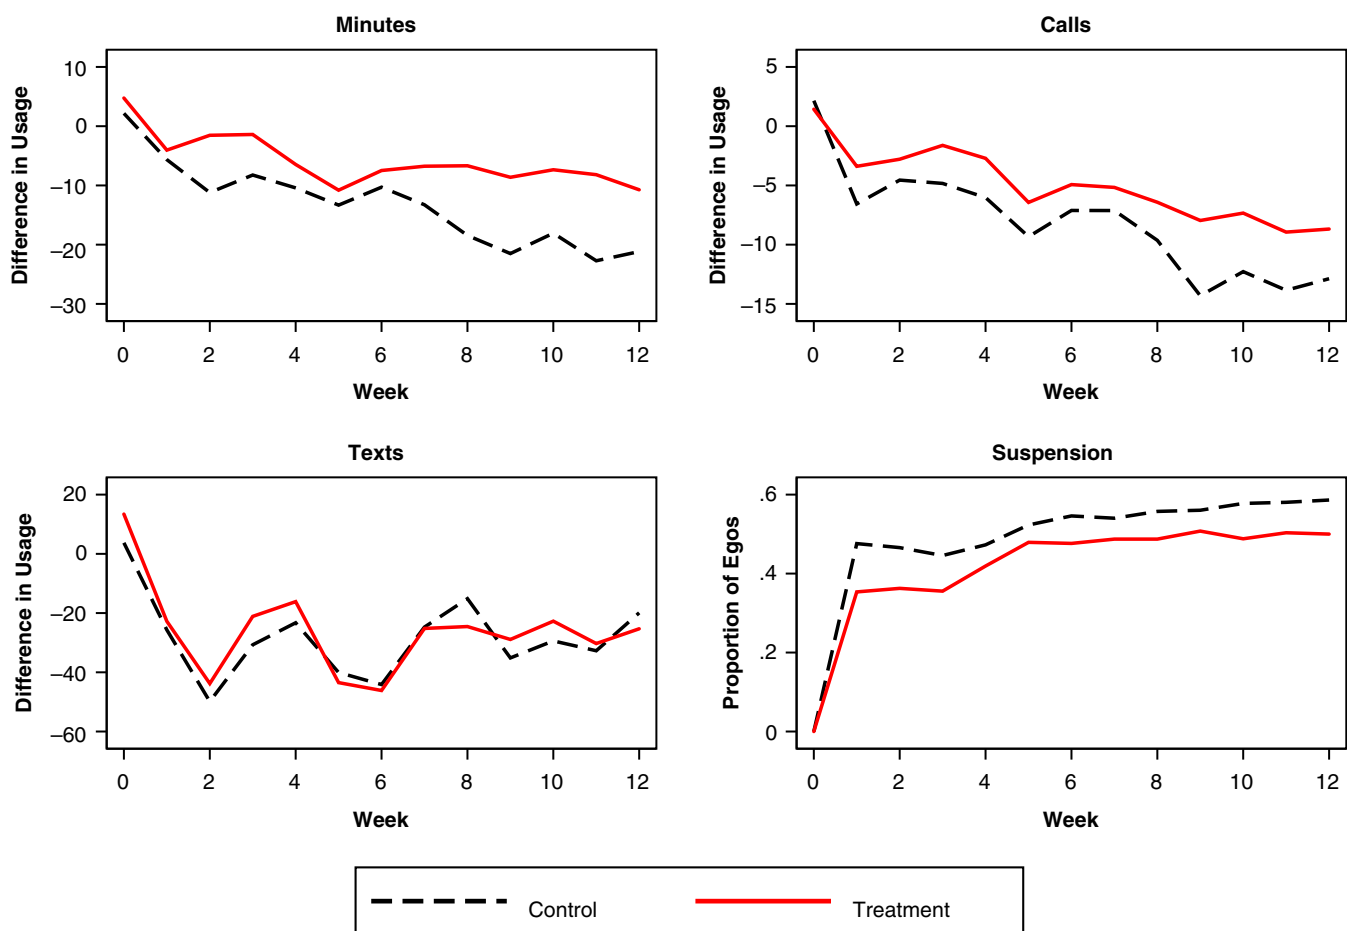 Minutes
Difference in Usage
10
0
−10
−20
−30
0 2 4 6 8 10 12
Week
Calls
Difference in Usage
5
0
−5
−10
−15
0 2 4 6 8 10 12
Week
Texts
Difference in Usage
20
0
−20
−40
−60
0 2 4 6 8 10 12
Week
Suspension
Proportion of Egos
.6
.4
.2
0
0 2 4 6 8 10 12
Week
Control Treatment